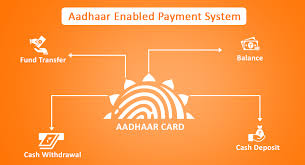 Aadhaar Enabled Payment System
Fund Transfer
Balance
AADHAAR CARD
Cash Withdrawal
Cash Deposit